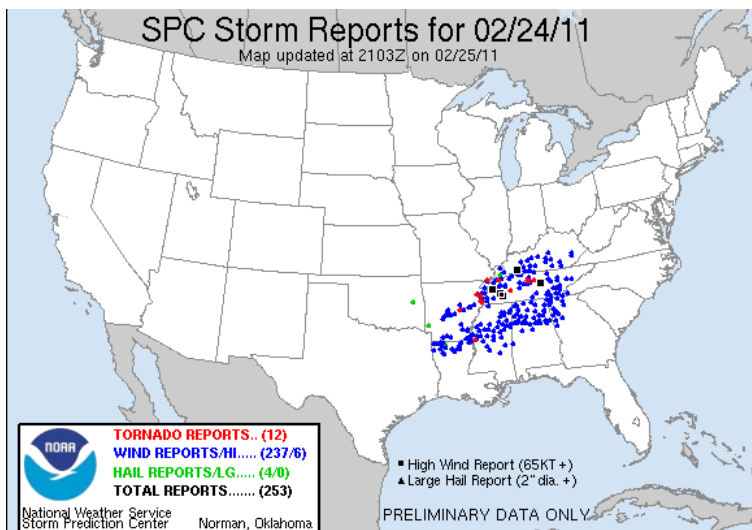 SPC Storm Reports for 02/24/11
Map updated at 2103Z on 02/25/11
NOAA
TORNADO REPORTS.. (12)
WIND REPORTS/HI..... (237/6)
HAIL REPORTS/LG..... (4/0)
TOTAL REPORTS....... (253)
National Weather Service
Storm Prediction Center Norman, Oklahoma
High Wind Report (65KT +)
Large Hail Report (2" dia. +)
PRELIMINARY DATA ONLY